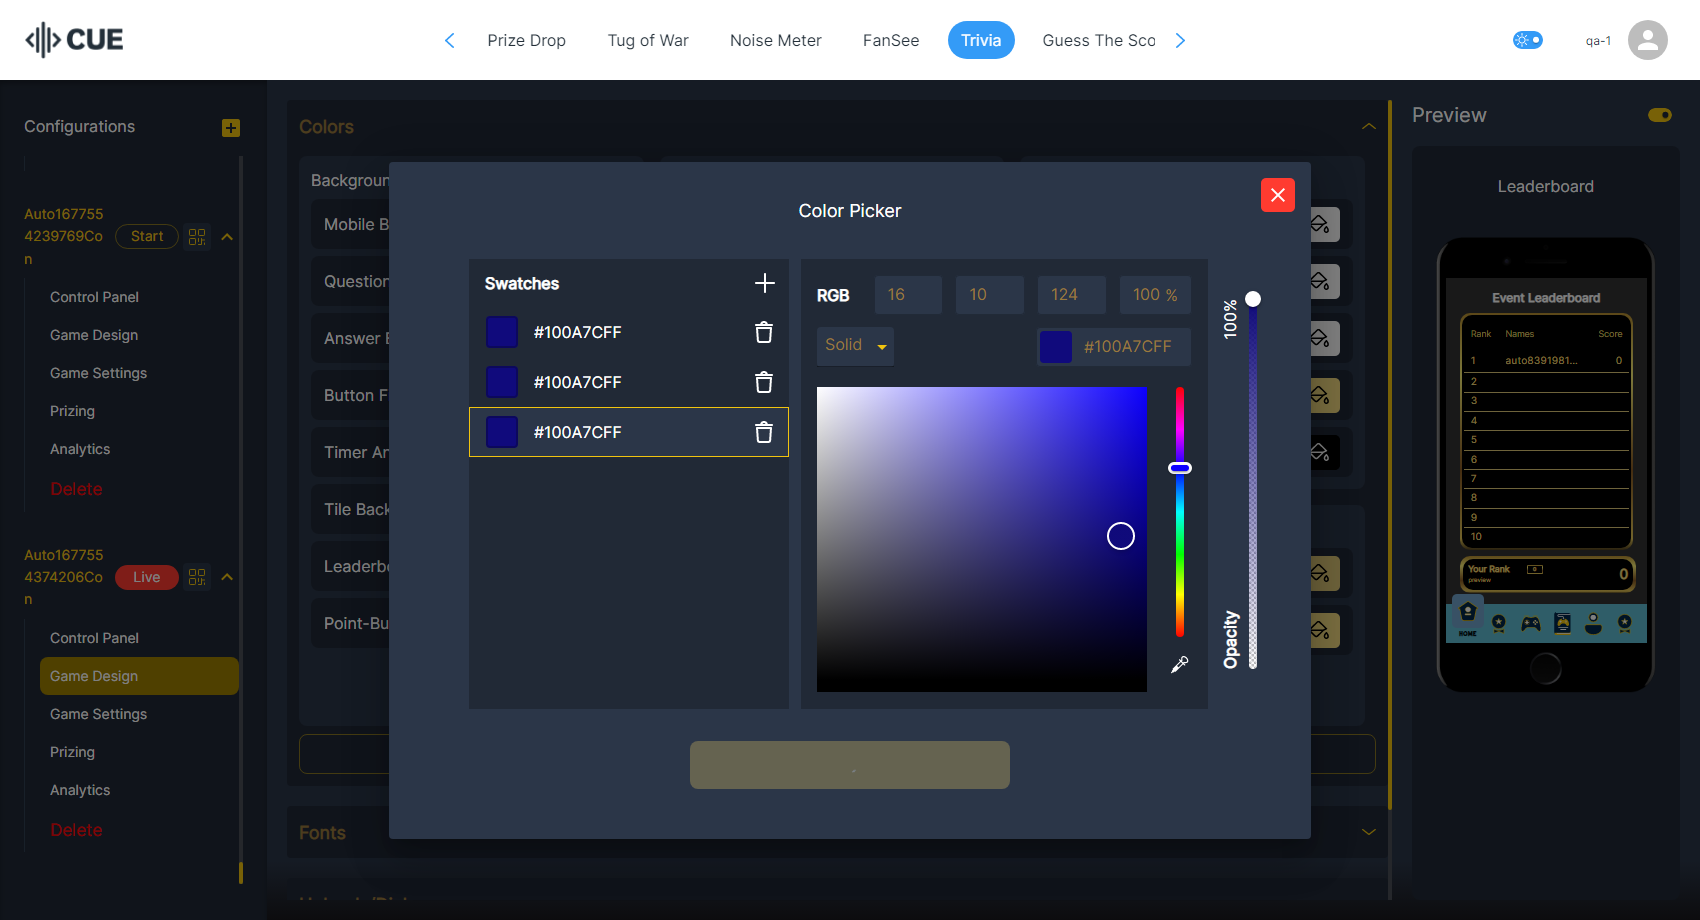 CUE
Prize Drop
Tug of War
Noise Meter
FanSee
Trivia
Guess The Sco
qa-1
Configurations
Auto167755
4239769Co
n
Start
Control Panel
Game Design
Game Settings
Prizing
Analytics
Delete
Auto167755
4374206Co
n
Live
Control Panel
Game Design
Game Settings
Prizing
Analytics
Delete
Colors
Backgroun
Mobile B
Question
Answer B
Button F
Timer An
Tile Back
Leaderbo
Point-Bu
Fonts
Color Picker
Swatches
#100A7CFF
#100A7CFF
#100A7CFF
RGB
16
10
124
100 %
Solid
#100A7CFF
100%
Opacity
Preview
Leaderboard
Event Leaderboard
Rank Names Score
1 auto8391981... 0
2
3
4
5
6
7
8
9
10
Your Rank
preview
0
0
HOME